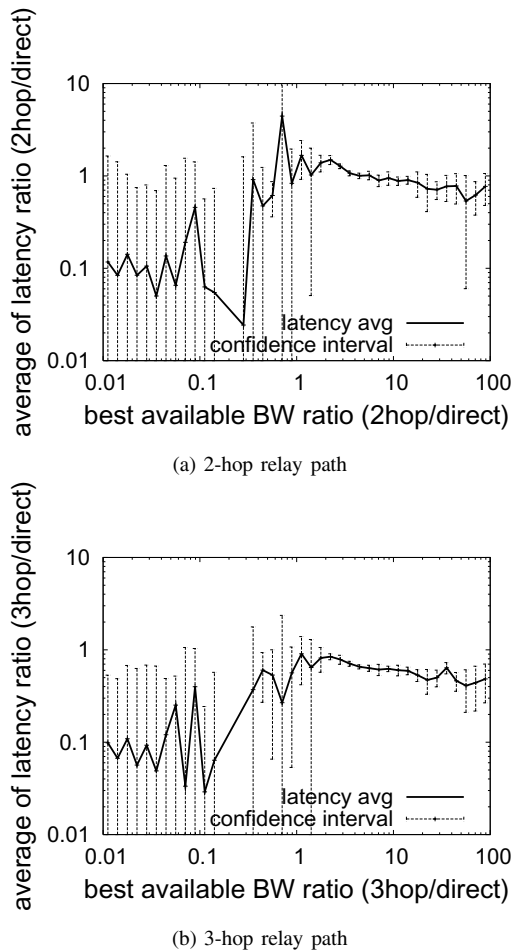 average of latency ratio (2hop/direct)
10
1
0.1
0.01
latency avg
confidence interval
0.01 0.1 1 10 100
best available BW ratio (2hop/direct)
(a) 2-hop relay path
average of latency ratio (3hop/direct)
10
1
0.1
0.01
latency avg
confidence interval
0.01 0.1 1 10 100
best available BW ratio (3hop/direct)
(b) 3-hop relay path